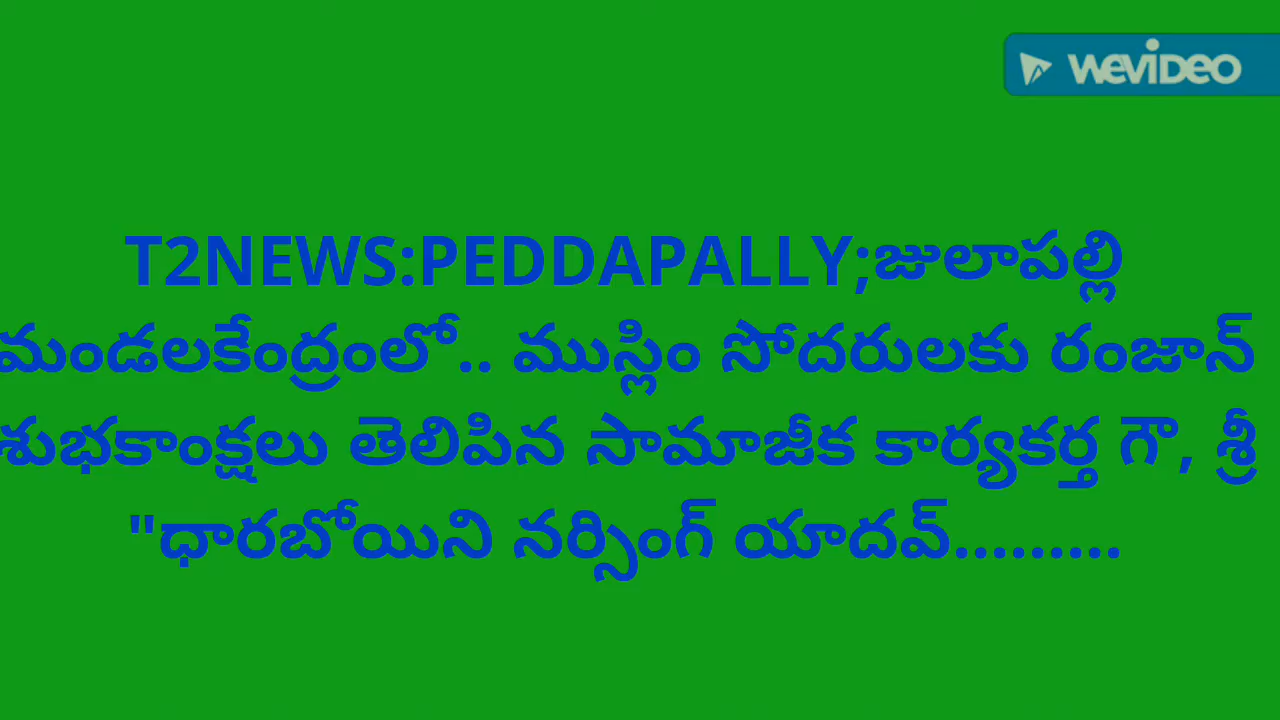 WEVIDEO
T2NEWS:PEDDAPALLY;జులాపల్లి
మండలకేంద్రంలో.. ముస్లిం సోదరులకు రంజాన్
శుభకాంక్షలు తెలిపిన సామాజీక కార్యకర్త గౌ, శ్రీ
"ధారబోయిని నర్సింగ్ యాదవ్.........